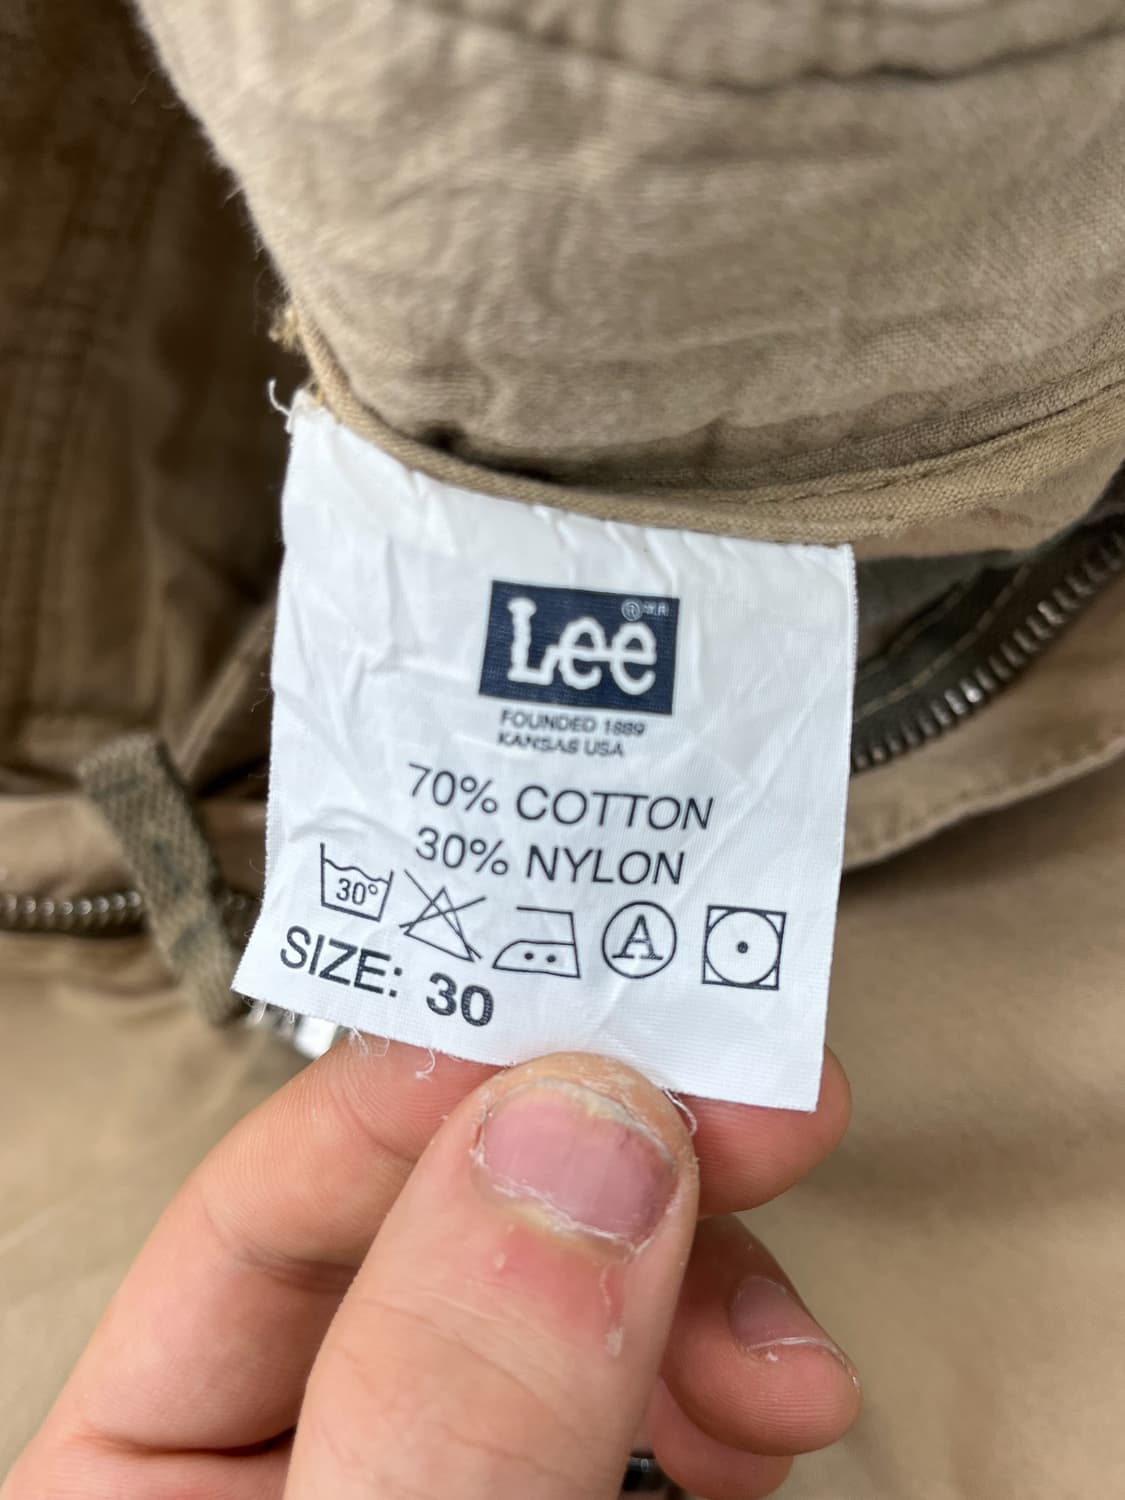 Lee ®
FOUNDED 1889
KANSAS USA
70% COTTON
30% NYLON
30° A
SIZE: 30